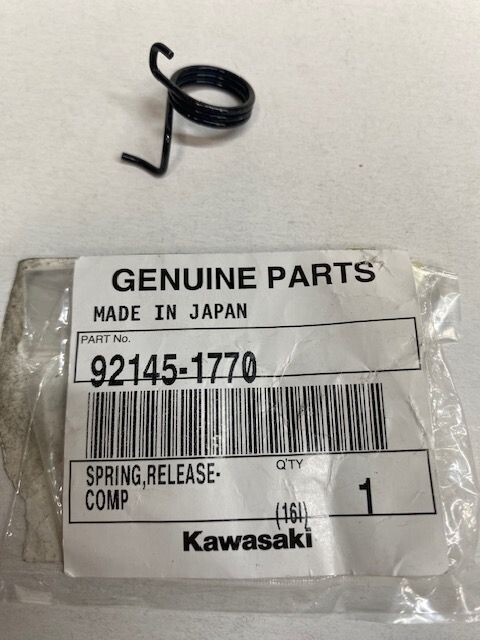 GENUINE PARTS
MADE IN JAPAN
PART No.
92145-1770
SPRING,RELEASE- Q'TY
COMP (16I) 1
Kawasaki